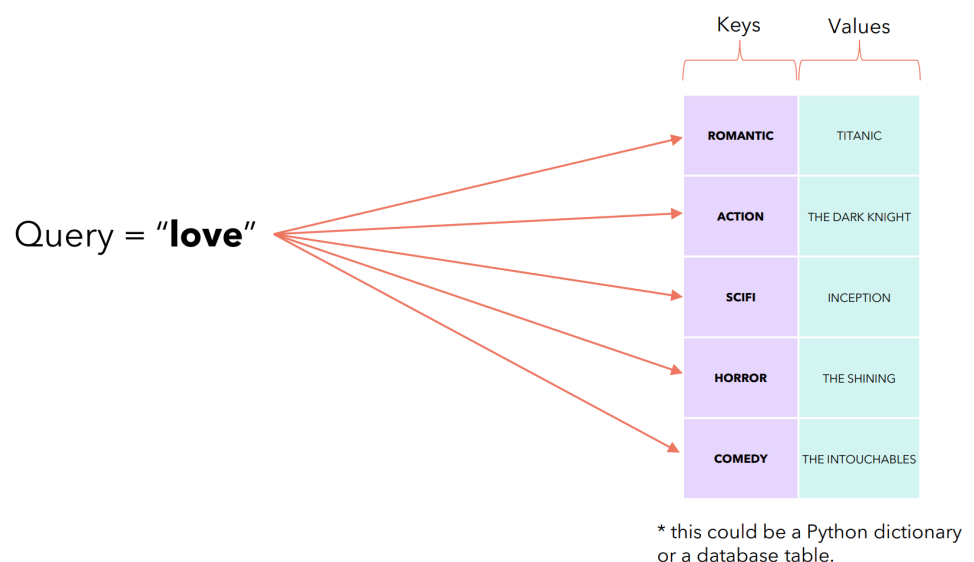 Keys Values
Query = “love”
ROMANTIC TITANIC
ACTION THE DARK KNIGHT
SCIFI INCEPTION
HORROR THE SHINING
COMEDY THE INTOUCHABLES
* this could be a Python dictionary
or a database table.